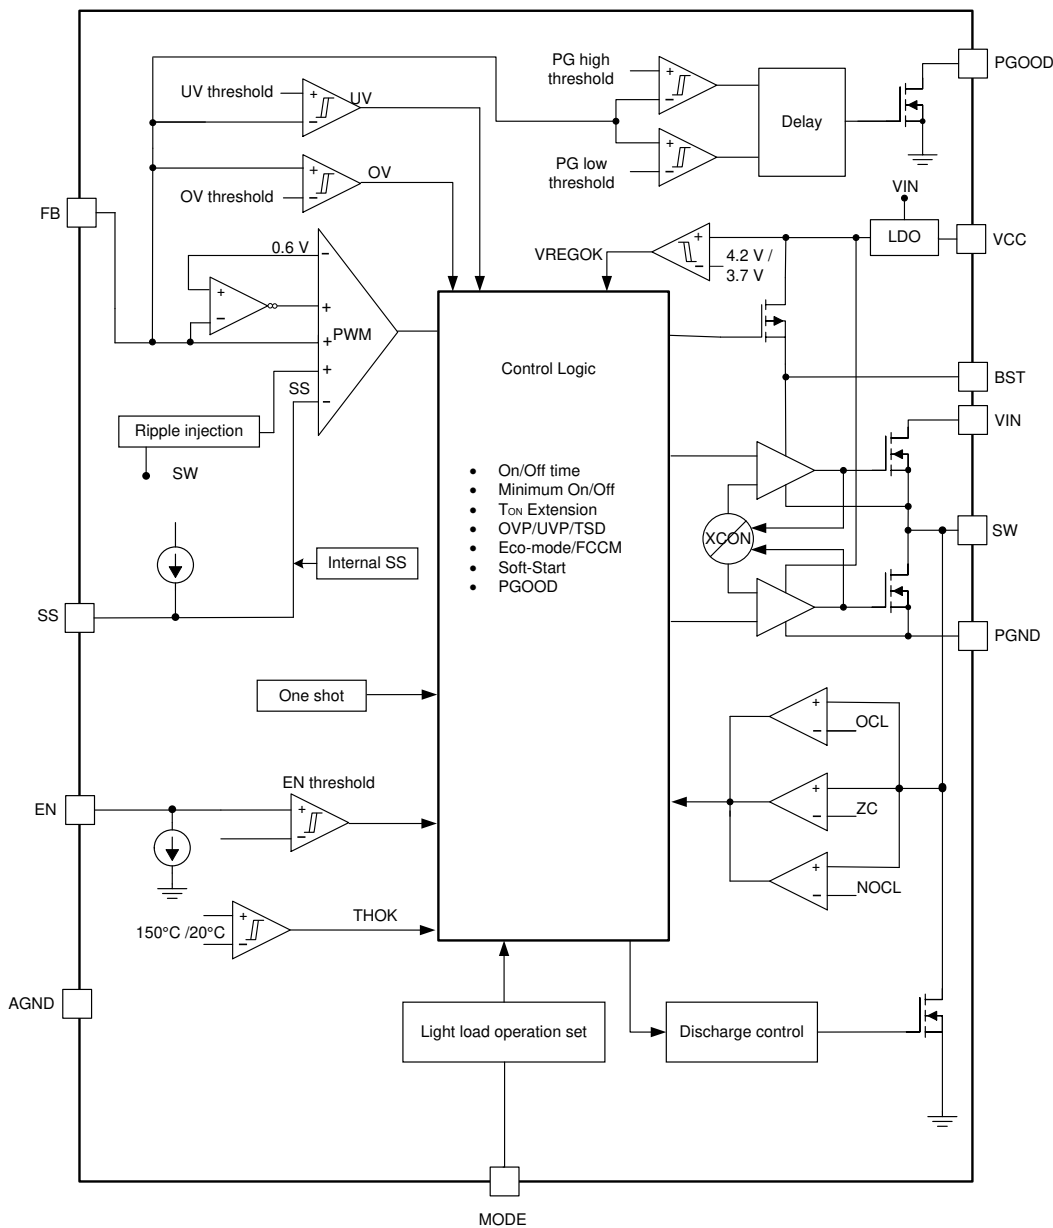 PG high
threshold
PGOOD
UV threshold
+
−
UV
+
−
Delay
+
−
OV
OV threshold
+
−
PG low
threshold
FB
VIN
LDO
VCC
0.6 V
−
VREGOK
+
−
4.2 V /
3.7 V
+
−
+
PWM
+
+
SS
−
Control Logic
BST
Ripple injection
SW
VIN
• On/Off time
• Minimum On/Off
• TON Extension
• OVP/UVP/TSD
• Eco-mode/FCCM
• Soft-Start
• PGOOD
XCON
SW
Internal SS
SS
PGND
One shot
+
−
OCL
EN threshold
EN
+
−
+
−
ZC
+
−
NOCL
THOK
+
−
150°C /20°C
AGND
Light load operation set
Discharge control
MODE